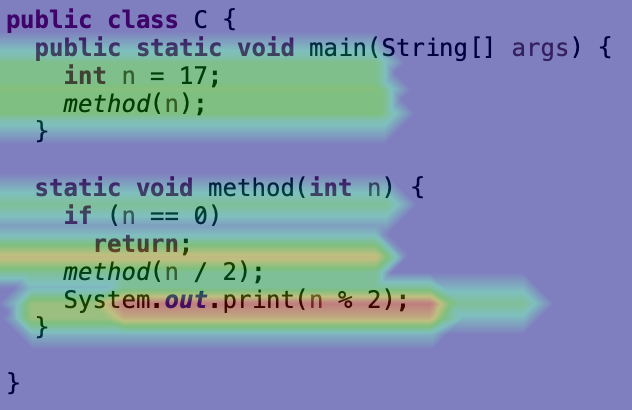 public class C {
  public static void main(String[] args) {
    int n = 17;
    method(n);
  }

  static void method(int n) {
    if (n == 0)
      return;
    method(n / 2);
    System.out.print(n % 2);
  }

}